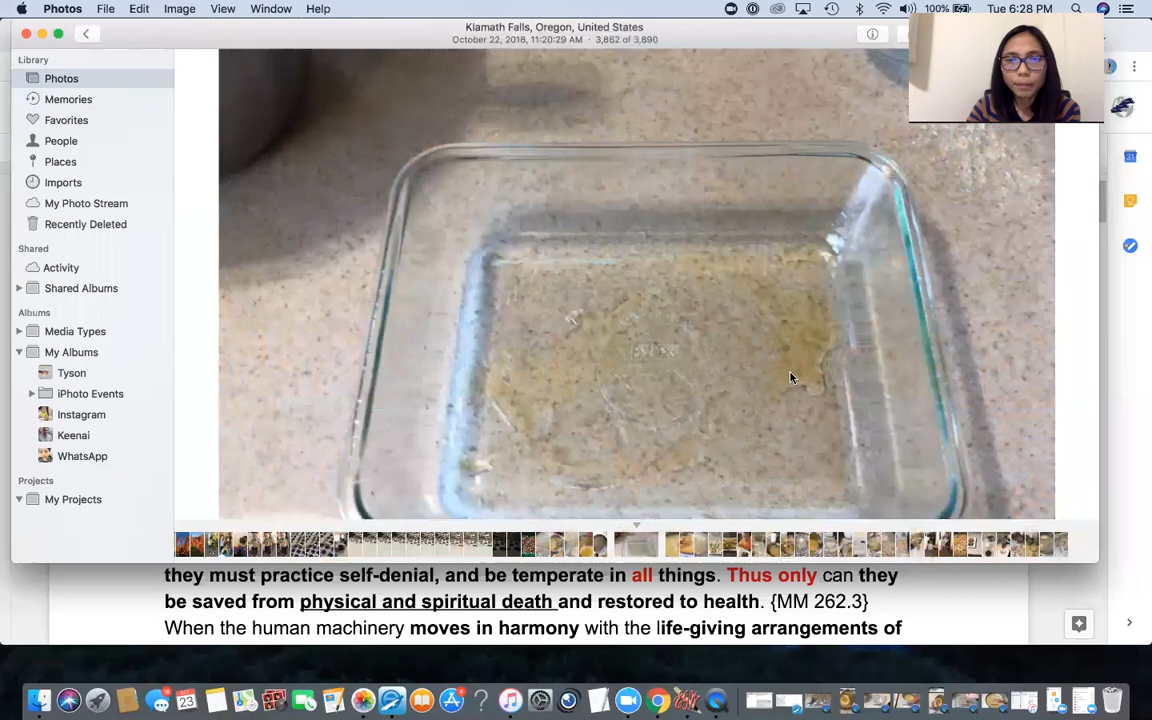 Photos File Edit Image View Window Help
100% Tue 6:28 PM
Klamath Falls, Oregon, United States
October 22, 2018, 11:20:29 AM · 3,862 of 3,890
Library
Photos
Memories
Favorites
People
Places
Imports
My Photo Stream
Recently Deleted
Shared
Activity
Shared Albums
Albums
Media Types
My Albums
Tyson
iPhoto Events
Instagram
Keenai
WhatsApp
Projects
My Projects
31
they must practice self-denial, and be temperate in all things. Thus only can they
be saved from physical and spiritual death and restored to health. {MM 262.3}
When the human machinery moves in harmony with the life-giving arrangements of
23